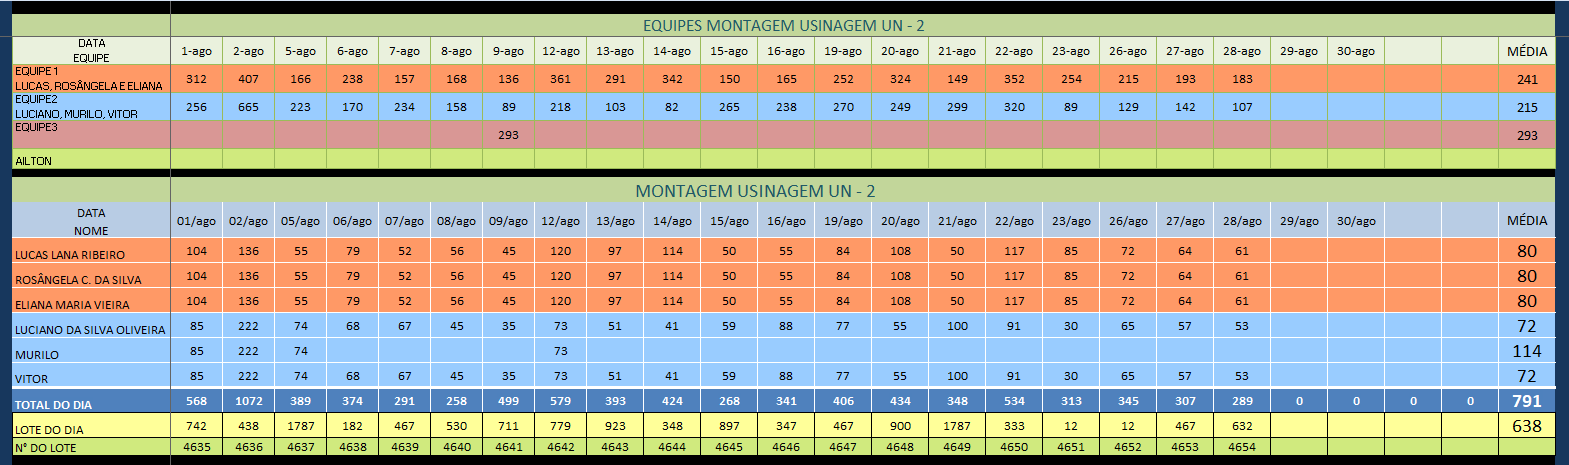 EQUIPES MONTAGEM USINAGEM UN - 2
DATA
EQUIPE 1-ago 2-ago 5-ago 6-ago 7-ago 8-ago 9-ago 12-ago 13-ago 14-ago 15-ago 16-ago 19-ago 20-ago 21-ago 22-ago 23-ago 26-ago 27-ago 28-ago 29-ago 30-ago MÉDIA
EQUIPE 1
LUCAS, ROSÂNGELA E ELIANA 312 407 166 238 157 168 136 361 291 342 150 165 252 324 149 352 254 215 193 183 241
EQUIPE2
LUCIANO, MURILO, VITOR 256 665 223 170 234 158 89 218 103 82 265 238 270 249 299 320 89 129 142 107 215
EQUIPE3 293 293
AILTON
MONTAGEM USINAGEM UN - 2
DATA
NOME 01/ago 02/ago 05/ago 06/ago 07/ago 08/ago 09/ago 12/ago 13/ago 14/ago 15/ago 16/ago 19/ago 20/ago 21/ago 22/ago 23/ago 26/ago 27/ago 28/ago 29/ago 30/ago MÉDIA
LUCAS LANA RIBEIRO 104 136 55 79 52 56 45 120 97 114 50 55 84 108 50 117 85 72 64 61 80
ROSÂNGELA C. DA SILVA 104 136 55 79 52 56 45 120 97 114 50 55 84 108 50 117 85 72 64 61 80
ELIANA MARIA VIEIRA 104 136 55 79 52 56 45 120 97 114 50 55 84 108 50 117 85 72 64 61 80
LUCIANO DA SILVA OLIVEIRA 85 222 74 68 67 45 35 73 51 41 59 88 77 55 100 91 30 65 57 53 72
MURILO 85 222 74 73 114
VITOR 85 222 74 68 67 45 35 73 51 41 59 88 77 55 100 91 30 65 57 53 72
TOTAL DO DIA 568 1072 389 374 291 258 499 579 393 424 268 341 406 434 348 534 313 345 307 289 0 0 0 0 791
LOTE DO DIA 742 438 1787 182 467 530 711 779 923 348 897 347 467 900 1787 333 12 12 467 632 638
N° DO LOTE 4635 4636 4637 4638 4639 4640 4641 4642 4643 4644 4645 4646 4647 4648 4649 4650 4651 4652 4653 4654